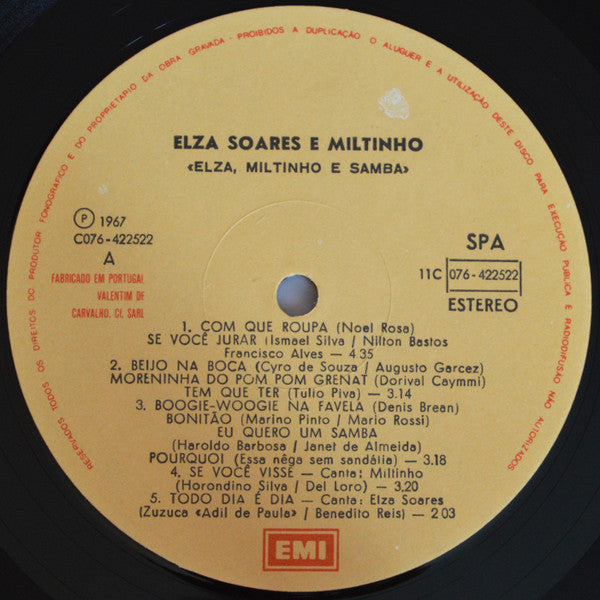 RESERVADOS TODOS OS DIREITOS DO PRODUTOR FONOGRAFICO E DO PROPRIETARIO DA OBRA GRAVADA - PROIBIDOS A DUPLICAÇÃO O ALUGUER E A UTILIZAÇÃO DESTE DISCO PARA EXECUÇÃO PUBLICA E RADIODIFUSÃO NÃO AUTORIZADOS
ELZA SOARES E MILTINHO
«ELZA, MILTINHO E SAMBA»
Ⓟ 1967
C076-422522
A
FABRICADO EM PORTUGAL
VALENTIM DE
CARVALHO, CI. SARL
SPA
11C 076-422522
ESTEREO
1. COM QUE ROUPA (Noel Rosa)
SE VOCÊ JURAR (Ismael Silva / Nilton Bastos
Francisco Alves — 4.35
2. BEIJO NA BOCA (Cyro de Souza / Augusto Garcez)
MORENINHA DO POM POM GRENAT (Dorival Caymmi)
TEM QUE TER (Tulio Piva) — 3.14
3. BOOGIE-WOOGIE NA FAVELA (Denis Brean)
BONITÃO (Marino Pinto / Mario Rossi)
EU QUERO UM SAMBA
(Haroldo Barbosa / Janet de Almeida)
POURQUOI (Essa nêga sem sandália) — 3.18
4. SE VOCÊ VISSE — Canta: Miltinho
(Horondino Silva / Del Loro) — 3.20
5. TODO DIA É DIA — Canta: Elza Soares
(Zuzuca «Adil de Paula» / Benedito Reis) — 2 03
EMI